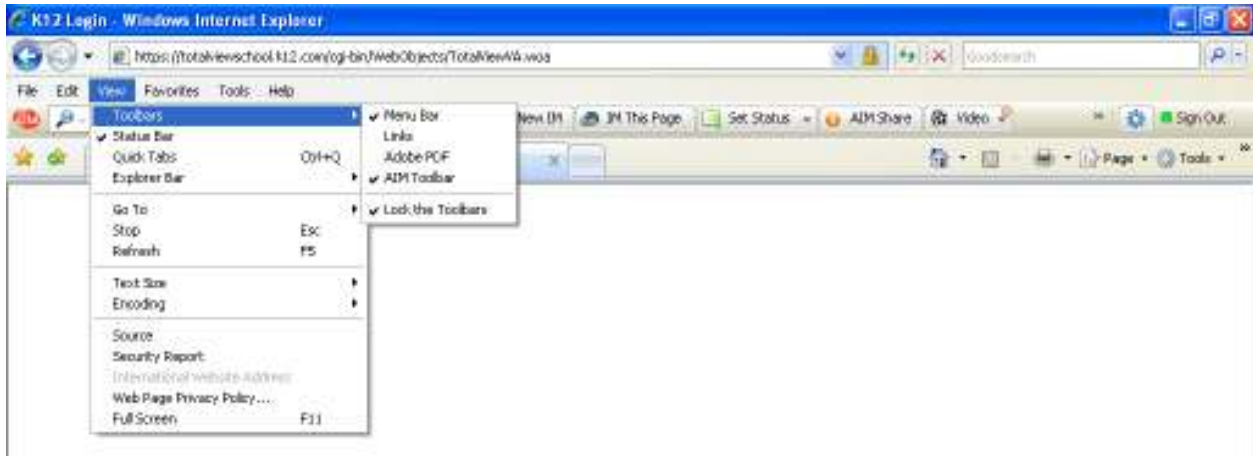 K12 Login - Windows Internet Explorer
https://totalviewschool.k12.com/cgi-bin/WebObjects/TotalViewVA.woa
File Edit View Favorites Tools Help
New IM IM This Page Set Status AIM Share Video Sign Out
Page Tools
Toolbars
Status Bar
Quick Tabs Ctrl+Q
Explorer Bar
Go To
Stop Esc
Refresh F5
Text Size
Encoding
Source
Security Report
International Website Address
Web Page Privacy Policy...
Full Screen F11
Menu Bar
Links
Adobe PDF
AIM Toolbar
Lock the Toolbars